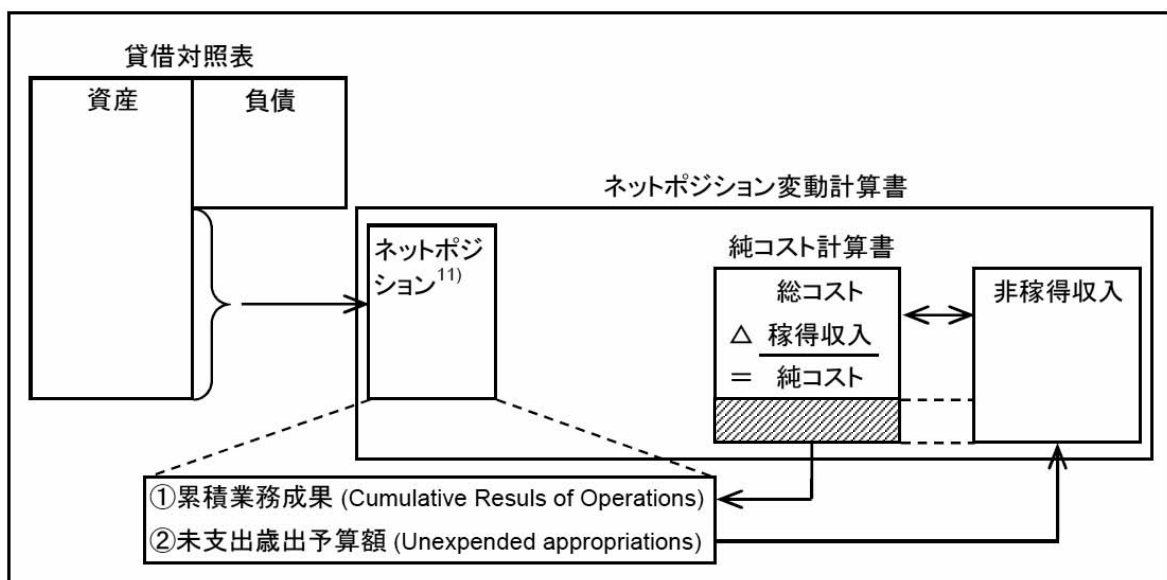 貸借対照表
資産
負債
ネットポジション変動計算書
ネットポジ
ション11)
純コスト計算書
総コスト
△ 稼得収入
= 純コスト
非稼得収入
①累積業務成果 (Cumulative Resuls of Operations)
②未支出歳出予算額 (Unexpended appropriations)